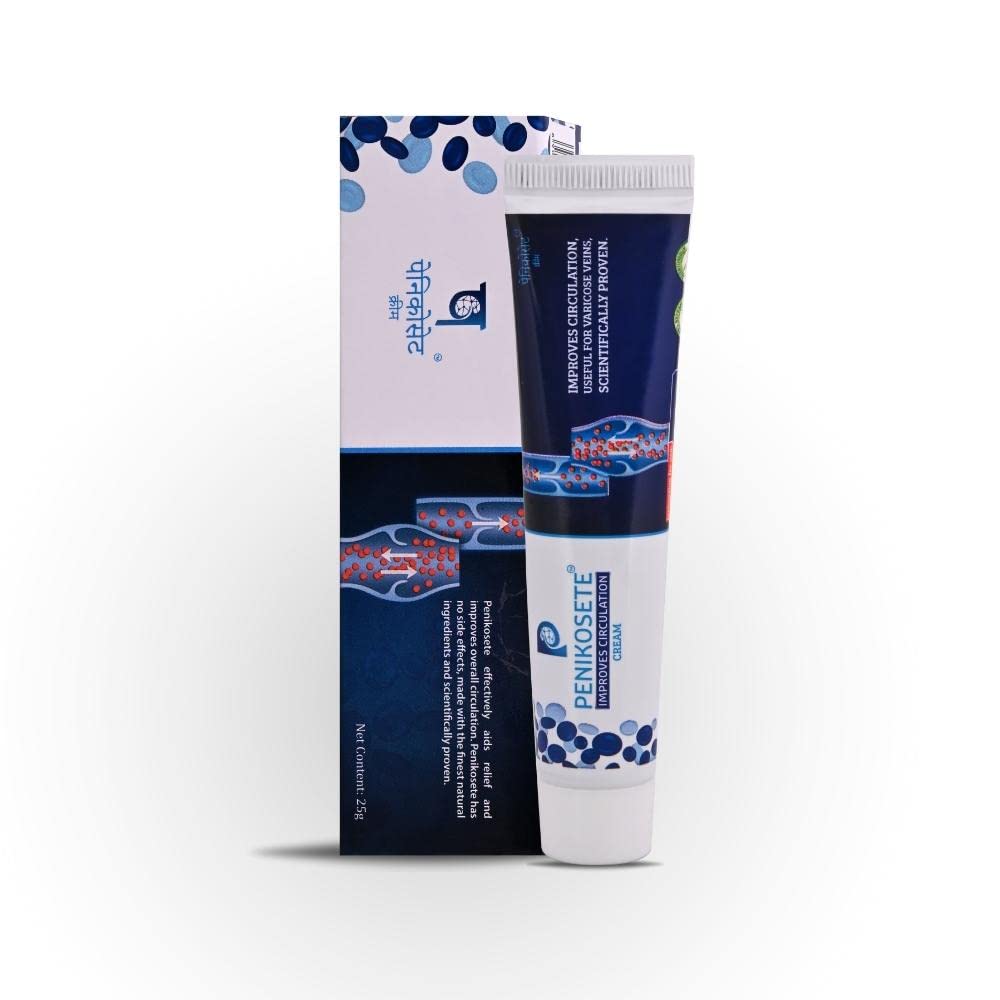 पेनिकोसेट
क्रीम
Penikosete effectively aids relief and
improves overall circulation. Penikosete has
no side effects, made with the finest natural
ingredients and scientifically proven.
Net Content: 25g
पेनिकोसेट
क्रीम
IMPROVES CIRCULATION,
USEFUL FOR VARICOSE VEINS,
SCIENTIFICALLY PROVEN.
PENIKOSETE
IMPROVES CIRCULATION
CREAM